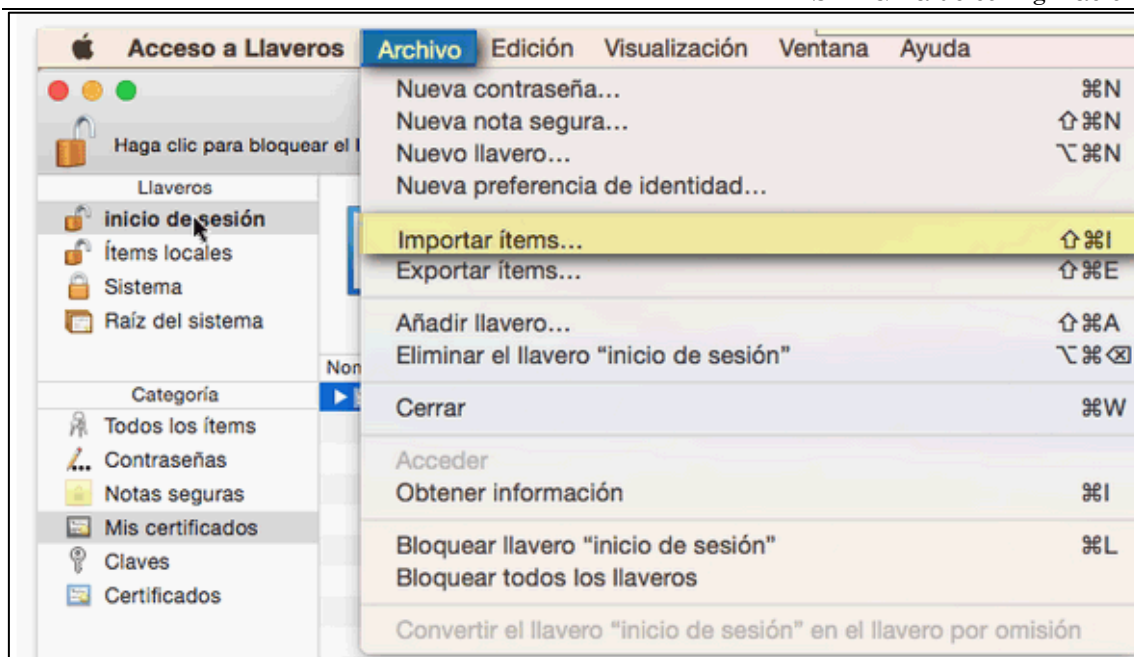 Acceso a Llaveros Archivo Edición Visualización Ventana Ayuda
Haga clic para bloquear el
Llaveros
inicio de sesión
Ítems locales
Sistema
Raíz del sistema
Categoría
Todos los ítems
Contraseñas
Notas seguras
Mis certificados
Claves
Certificados
Nueva contraseña... ⌘N
Nueva nota segura... ⇧⌘N
Nuevo llavero... ⌥⌘N
Nueva preferencia de identidad...
Importar ítems... ⇧⌘I
Exportar ítems... ⇧⌘E
Añadir llavero... ⇧⌘A
Eliminar el llavero “inicio de sesión” ⌥⌘⌫
Cerrar ⌘W
Acceder
Obtener información ⌘I
Bloquear llavero “inicio de sesión” ⌘L
Bloquear todos los llaveros
Convertir el llavero “inicio de sesión” en el llavero por omisión